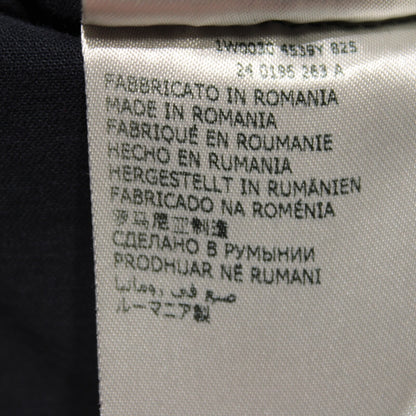 1W0030 4539Y 825
24 0195 263 A
FABBRICATO IN ROMANIA
MADE IN ROMANIA
FABRIQUÉ EN ROUMANIE
HECHO EN RUMANIA
HERGESTELLT IN RUMÄNIEN
FABRICADO NA ROMÉNIA
罗马尼亚制造
СДЕЛАНО В РУМЫНИИ
PRODHUAR NË RUMANI
صنع في رومانيا
ルーマニア製